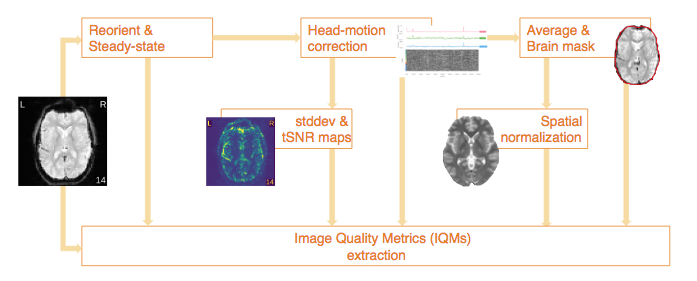 Reorient &
Steady-state
Head-motion
correction
Average &
Brain mask
L R
14
stddev &
tSNR maps
L R
14
Spatial
normalization
Image Quality Metrics (IQMs)
extraction